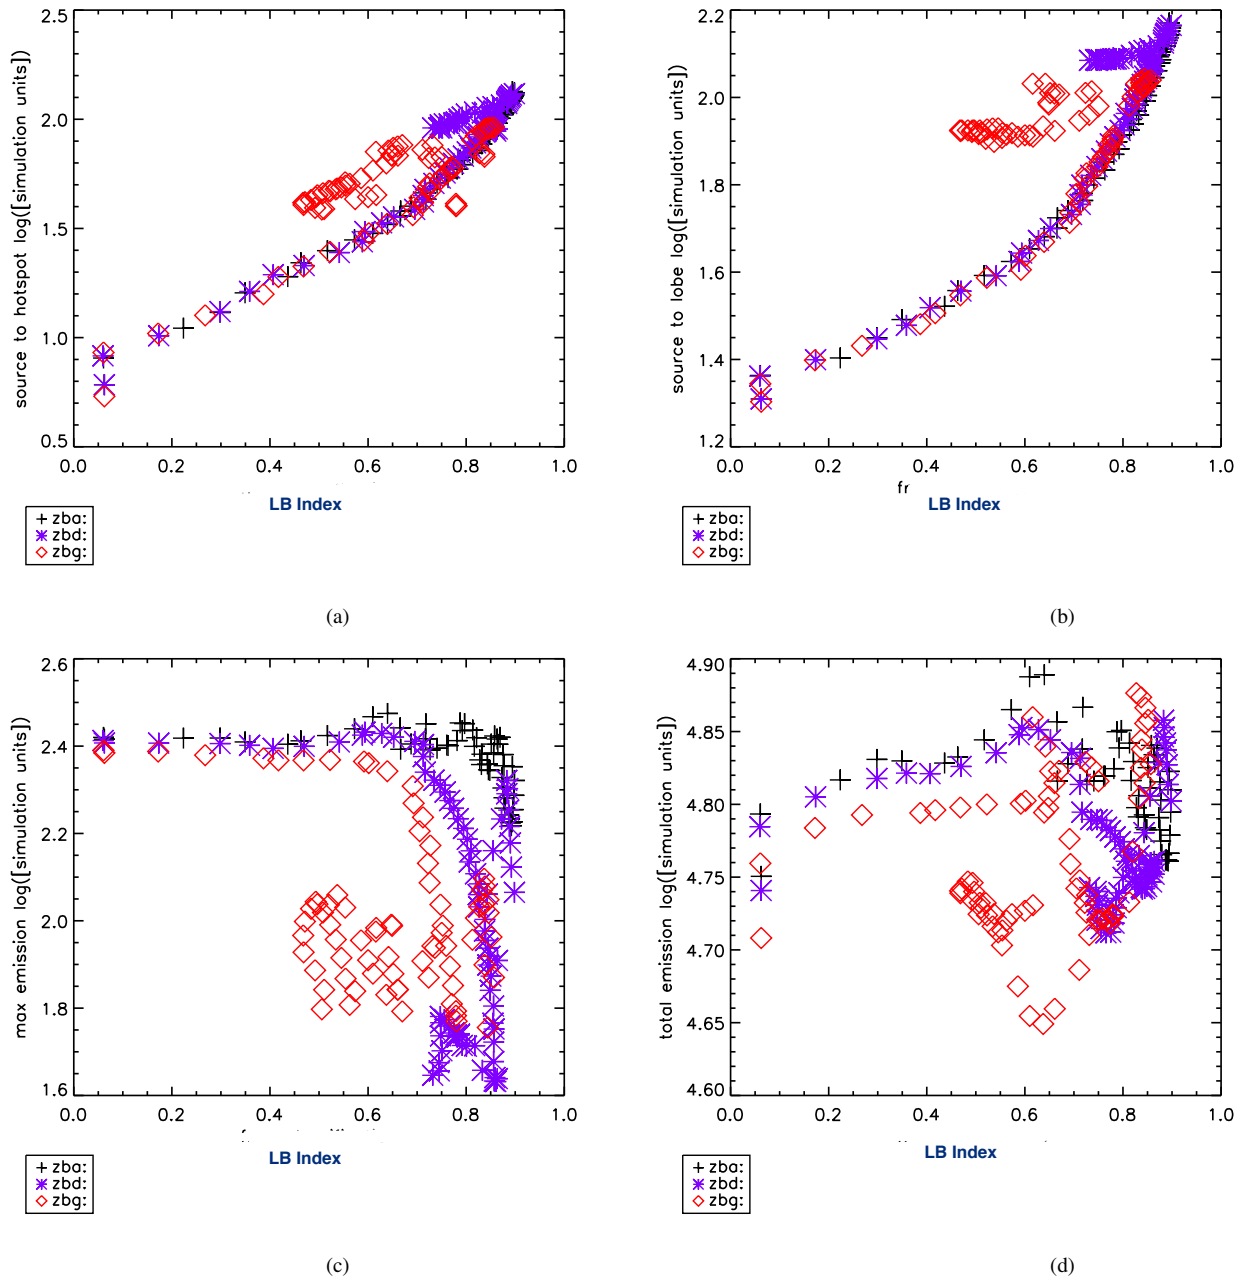 2.5
2.0
1.5
1.0
0.5
source to hotspot log([simulation units])
0.0 0.2 0.4 0.6 0.8 1.0
LB Index
zba:
zbd:
zbg:
(a)
2.2
2.0
1.8
1.6
1.4
1.2
source to lobe log([simulation units])
0.0 0.2 0.4 0.6 0.8 1.0
fr
LB Index
zba:
zbd:
zbg:
(b)
2.6
2.4
2.2
2.0
1.8
1.6
max emission log([simulation units])
0.0 0.2 0.4 0.6 0.8 1.0
LB Index
zba:
zbd:
zbg:
(c)
4.90
4.85
4.80
4.75
4.70
4.65
4.60
total emission log([simulation units])
0.0 0.2 0.4 0.6 0.8 1.0
LB Index
zba:
zbd:
zbg:
(d)